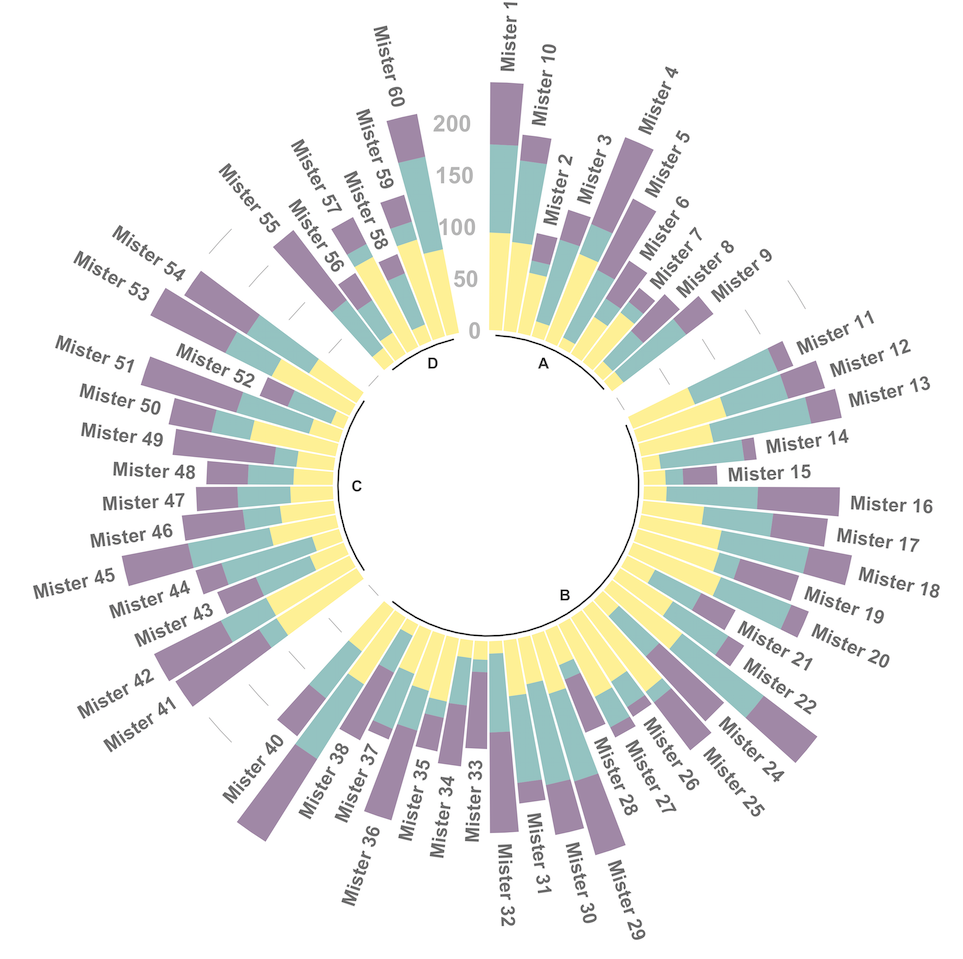 Mister 1
Mister 10
Mister 2
Mister 3
Mister 4
Mister 5
Mister 6
Mister 7
Mister 8
Mister 9
Mister 11
Mister 12
Mister 13
Mister 14
Mister 15
Mister 16
Mister 17
Mister 18
Mister 19
Mister 20
Mister 21
Mister 22
Mister 24
Mister 25
Mister 26
Mister 27
Mister 28
Mister 29
Mister 30
Mister 31
Mister 32
Mister 33
Mister 34
Mister 35
Mister 36
Mister 37
Mister 38
Mister 40
Mister 41
Mister 42
Mister 43
Mister 44
Mister 45
Mister 46
Mister 47
Mister 48
Mister 49
Mister 50
Mister 51
Mister 52
Mister 53
Mister 54
Mister 55
Mister 56
Mister 57
Mister 58
Mister 59
Mister 60
200
150
100
50
0
A
B
C
D